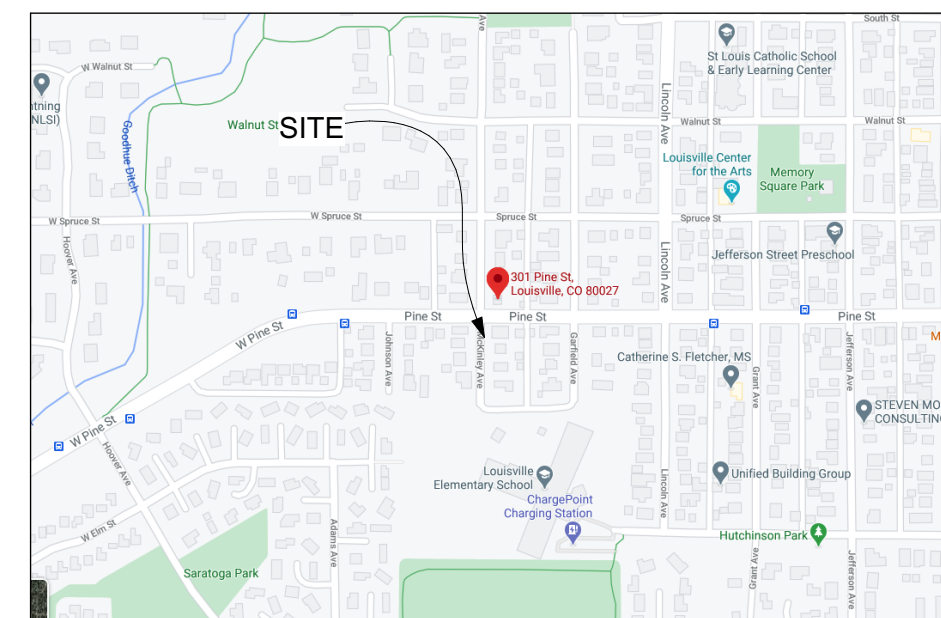 South St
Ave
St Louis Catholic School
& Early Learning Center
W Walnut St
htning
(NLSI)
Goodhue Ditch
Walnut St
SITE
Lincoln Ave
Walnut St
Walnut St
Louisville Center
for the Arts
Memory
Square Park
W Spruce St
W Spruce St
Spruce St
Spruce St
Hoover Ave
Lincoln Ave
Jefferson Street Preschool
301 Pine St,
Louisville, CO 80027
Pine St
Pine St
Pine St
W Pine St
Johnson Ave
McKinley Ave
Garfield Ave
Jefferson Ave
M
Catherine S. Fletcher, MS
Grant Ave
STEVEN MO
CONSULTING
W Pine St
Hoover Ave
Louisville
Elementary School
Unified Building Group
Lincoln Ave
ChargePoint
Charging Station
W Elm St
Adams Ave
Hutchinson Park
Grant Ave
Jefferson Ave
Saratoga Park